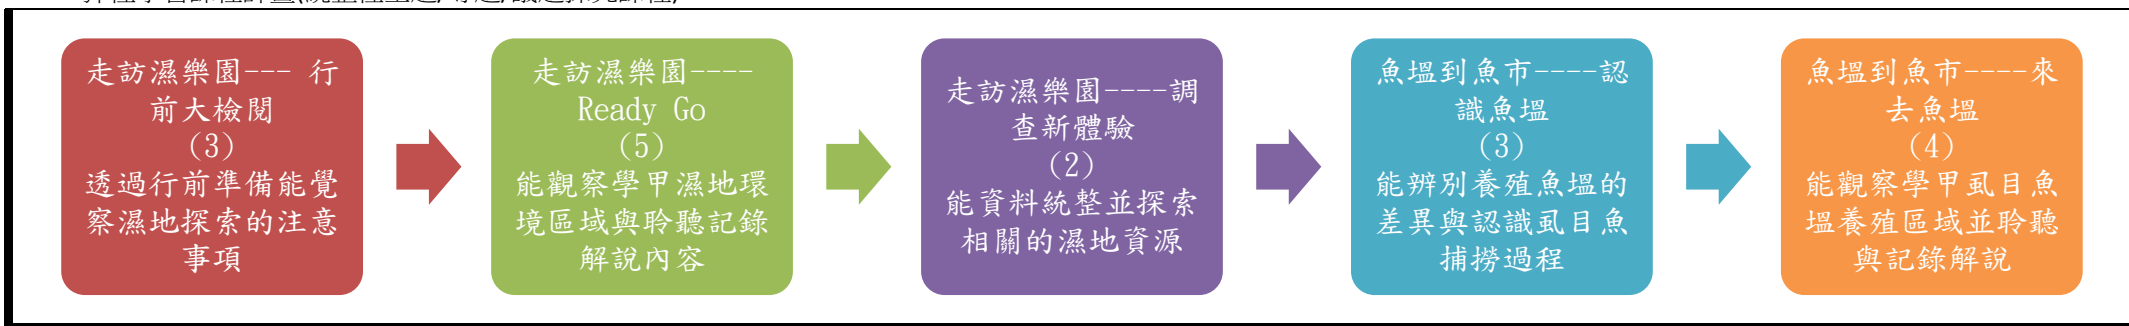 走訪濕樂園--- 行
前大檢閱
(3)
透過行前準備能覺
察濕地探索的注意
事項
走訪濕樂園----
Ready Go
(5)
能觀察學甲濕地環
境區域與聆聽記錄
解說內容
走訪濕樂園----調
查新體驗
(2)
能資料統整並探索
相關的濕地資源
魚塭到魚市----認
識魚塭
(3)
能辨別養殖魚塭的
差異與認識虱目魚
捕撈過程
魚塭到魚市----來
去魚塭
(4)
能觀察學甲虱目魚
塭養殖區域並聆聽
與記錄解說